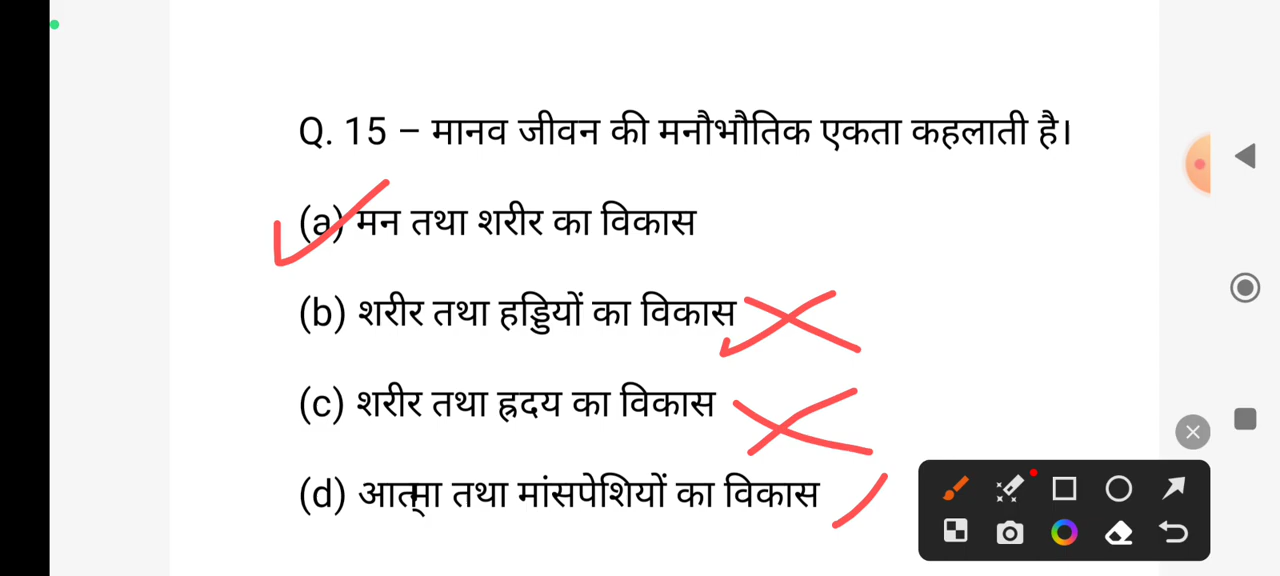 Q. 15 – मानव जीवन की मनौभौतिक एकता कहलाती है।
(a) मन तथा शरीर का विकास
(b) शरीर तथा हड्डियों का विकास
(c) शरीर तथा ह्रदय का विकास
(d) आत्मा तथा मांसपेशियों का विकास